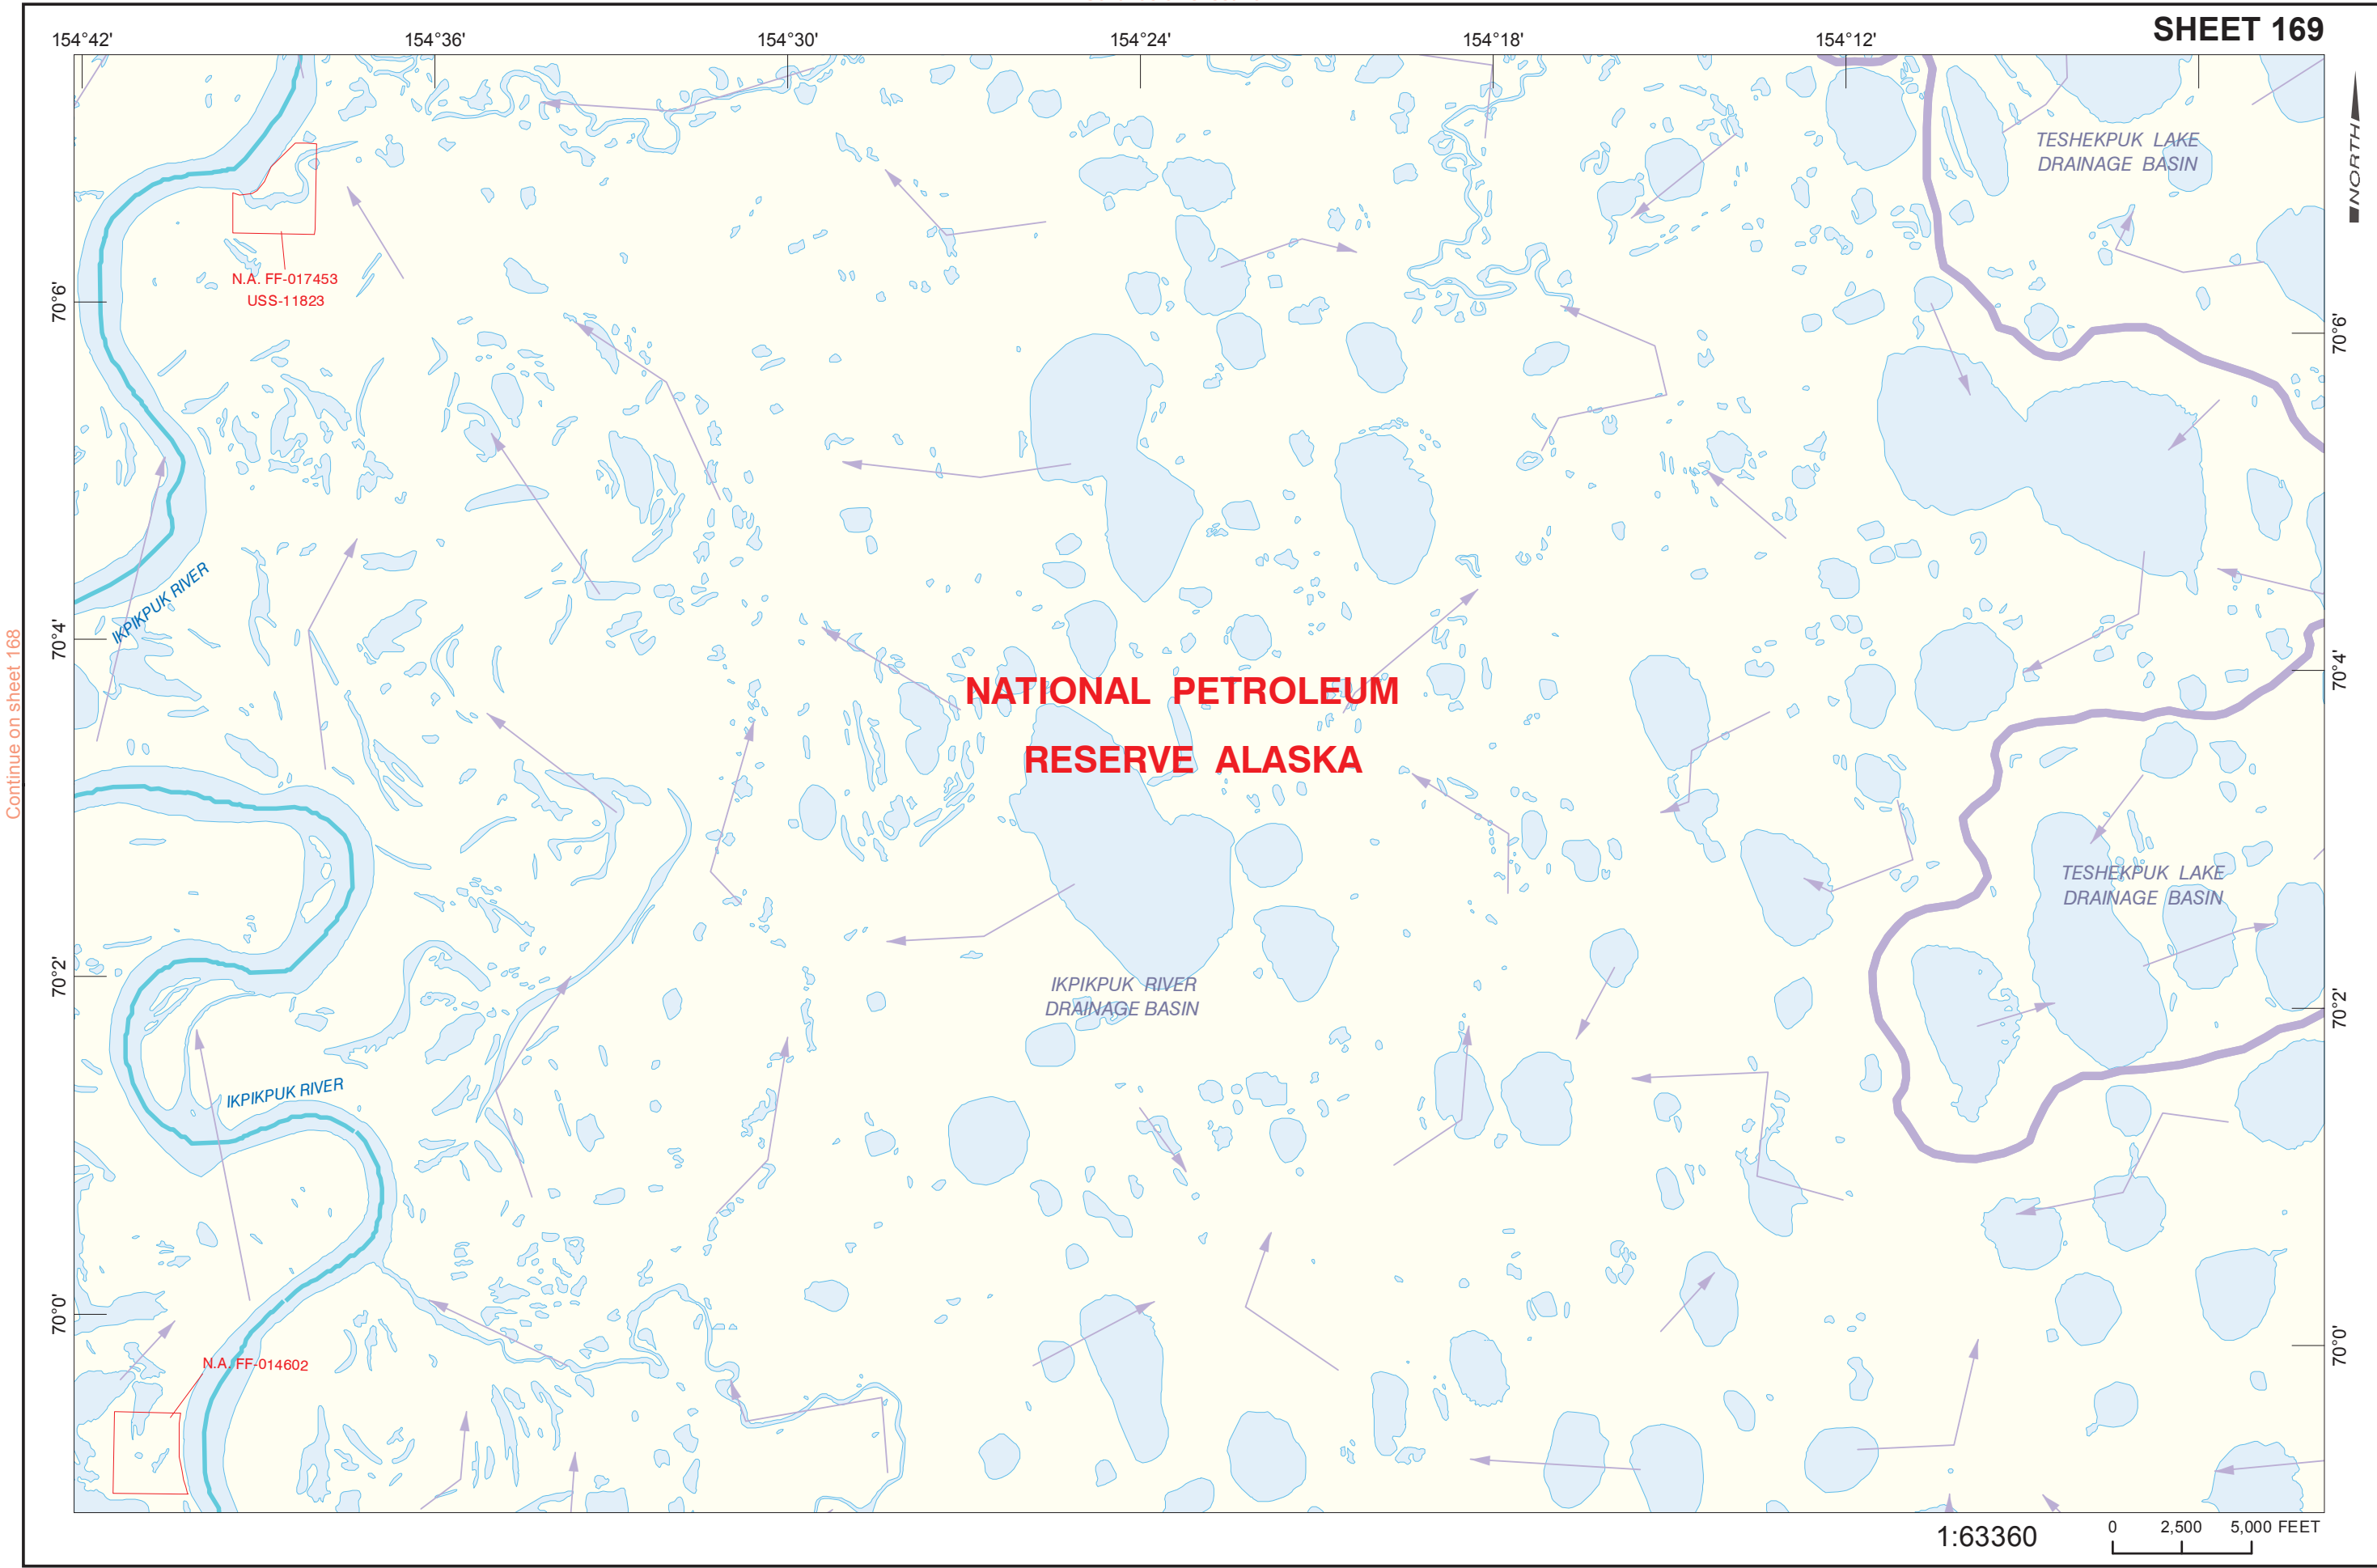 SHEET 169
154°42'
154°36'
154°30'
154°24'
154°18'
154°12'
NORTH
TESHEKPUK LAKE
DRAINAGE BASIN
N.A. FF-017453
USS-11823
70°6'
70°6'
IKPIKPUK RIVER
70°4'
70°4'
Continue on sheet 168
NATIONAL PETROLEUM
RESERVE ALASKA
TESHEKPUK LAKE
DRAINAGE BASIN
70°2'
70°2'
IKPIKPUK RIVER
DRAINAGE BASIN
IKPIKPUK RIVER
70°0'
70°0'
N.A. FF-014602
1:63360
0 2,500 5,000 FEET